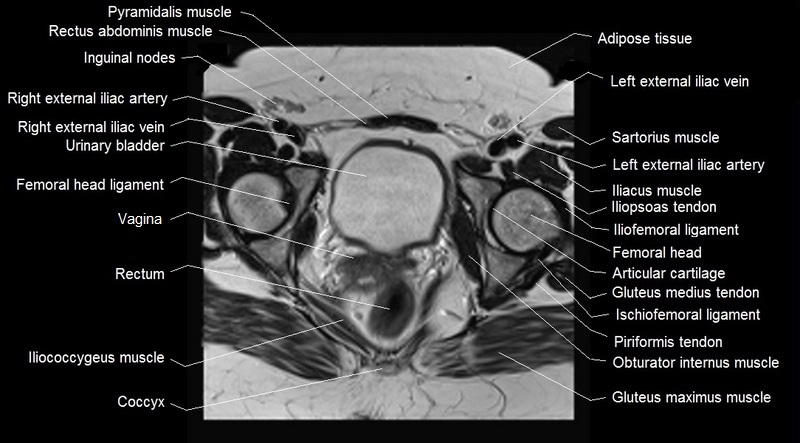 Pyramidalis muscle
Rectus abdominis muscle
Inguinal nodes
Right external iliac artery
Right external iliac vein
Urinary bladder
Femoral head ligament
Vagina
Rectum
Iliococcygeus muscle
Coccyx
Adipose tissue
Left external iliac vein
Sartorius muscle
Left external iliac artery
Iliacus muscle
Iliopsoas tendon
Iliofemoral ligament
Femoral head
Articular cartilage
Gluteus medius tendon
Ischiofemoral ligament
Piriformis tendon
Obturator internus muscle
Gluteus maximus muscle